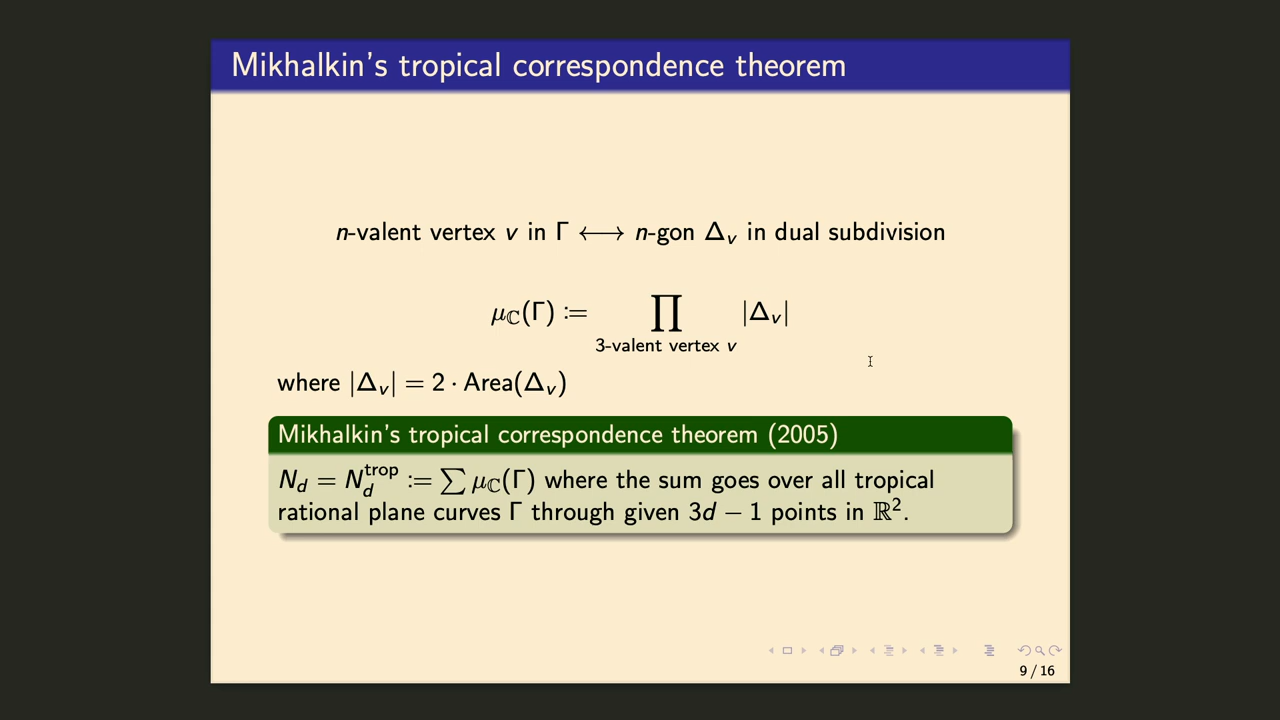 Mikhalkin's tropical correspondence theorem
n-valent vertex v in Γ ⟷ n-gon Δ_v in dual subdivision
μ_ℂ(Γ) := ∏ |Δ_v|
3-valent vertex v
where |Δ_v| = 2 · Area(Δ_v)
Mikhalkin's tropical correspondence theorem (2005)
N_d = N_d^trop := ∑ μ_ℂ(Γ) where the sum goes over all tropical
rational plane curves Γ through given 3d − 1 points in ℝ².
9 / 16